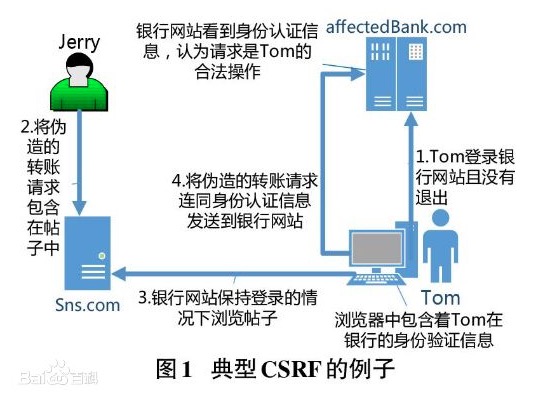 银行网站看到身份认证信
息，认为请求是Tom的
合法操作
affectedBank.com
Jerry
2.将伪
造的
转账
请求
包含
在帖
子中
4.将伪造的转账请求
连同身份认证信息
发送到银行网站
1.Tom登录银
行网站且没有
退出
Sns.com
3.银行网站保持登录的情
况下浏览帖子
Tom
浏览器中包含着Tom在
银行的身份验证信息
图1 典型CSRF的例子
Bai百科